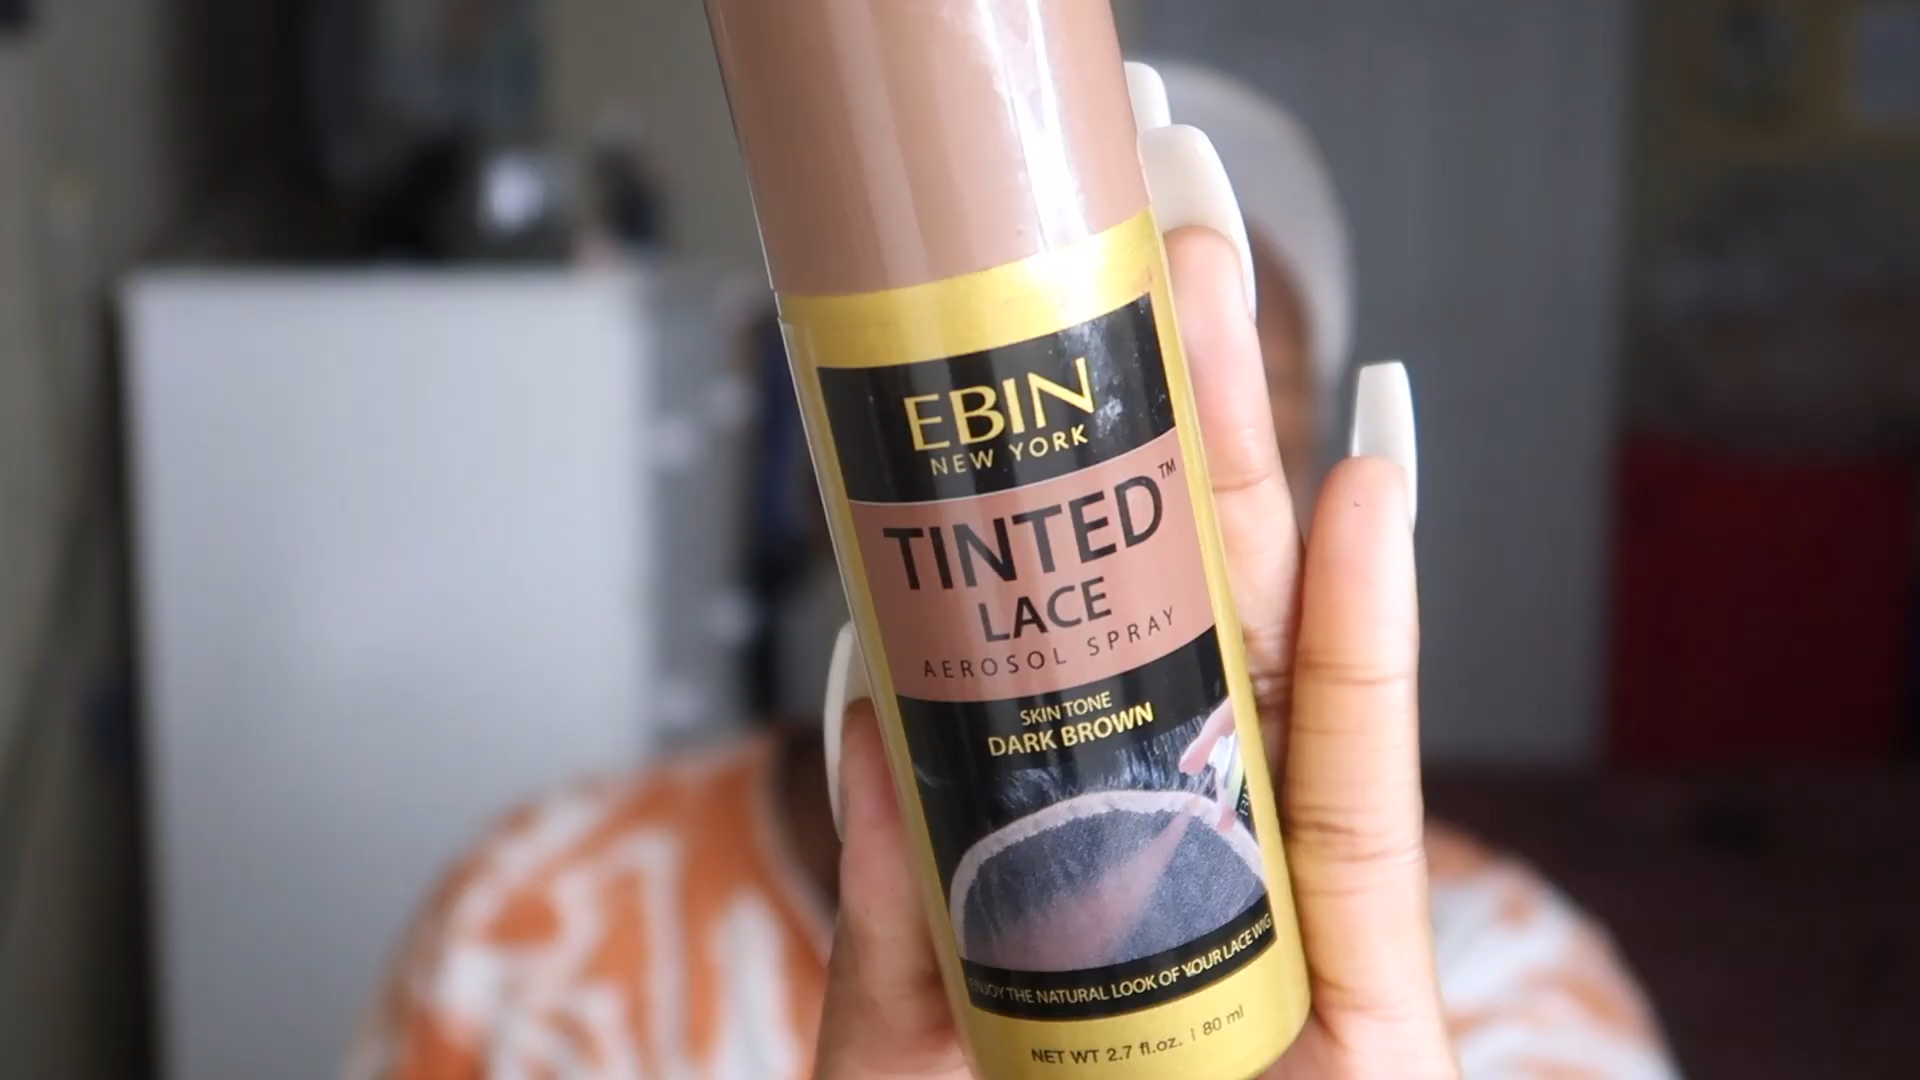 EBIN
NEW YORK
TINTED™
LACE
AEROSOL SPRAY
SKIN TONE
DARK BROWN
ENJOY THE NATURAL LOOK OF YOUR LACE WIG
NET WT 2.7 fl.oz. | 80 ml